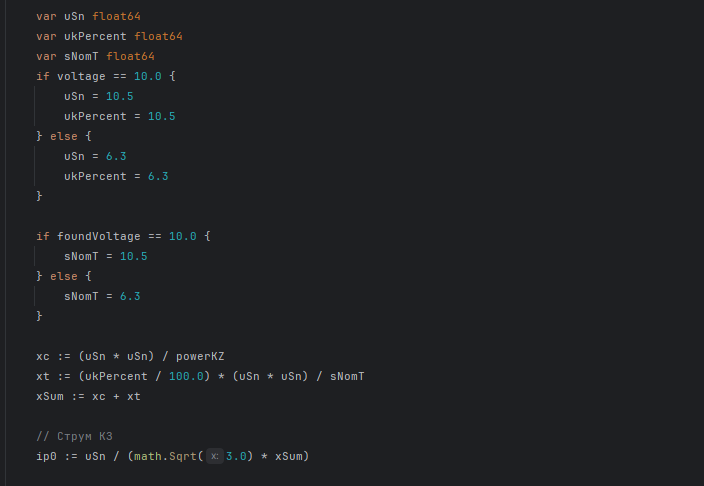 var uSn float64
var ukPercent float64
var sNomT float64
if voltage == 10.0 {
uSn = 10.5
ukPercent = 10.5
} else {
uSn = 6.3
ukPercent = 6.3
}
if foundVoltage == 10.0 {
sNomT = 10.5
} else {
sNomT = 6.3
}
xc := (uSn * uSn) / powerKZ
xt := (ukPercent / 100.0) * (uSn * uSn) / sNomT
xSum := xc + xt
// Струм КЗ
ip0 := uSn / (math.Sqrt( x: 3.0) * xSum)